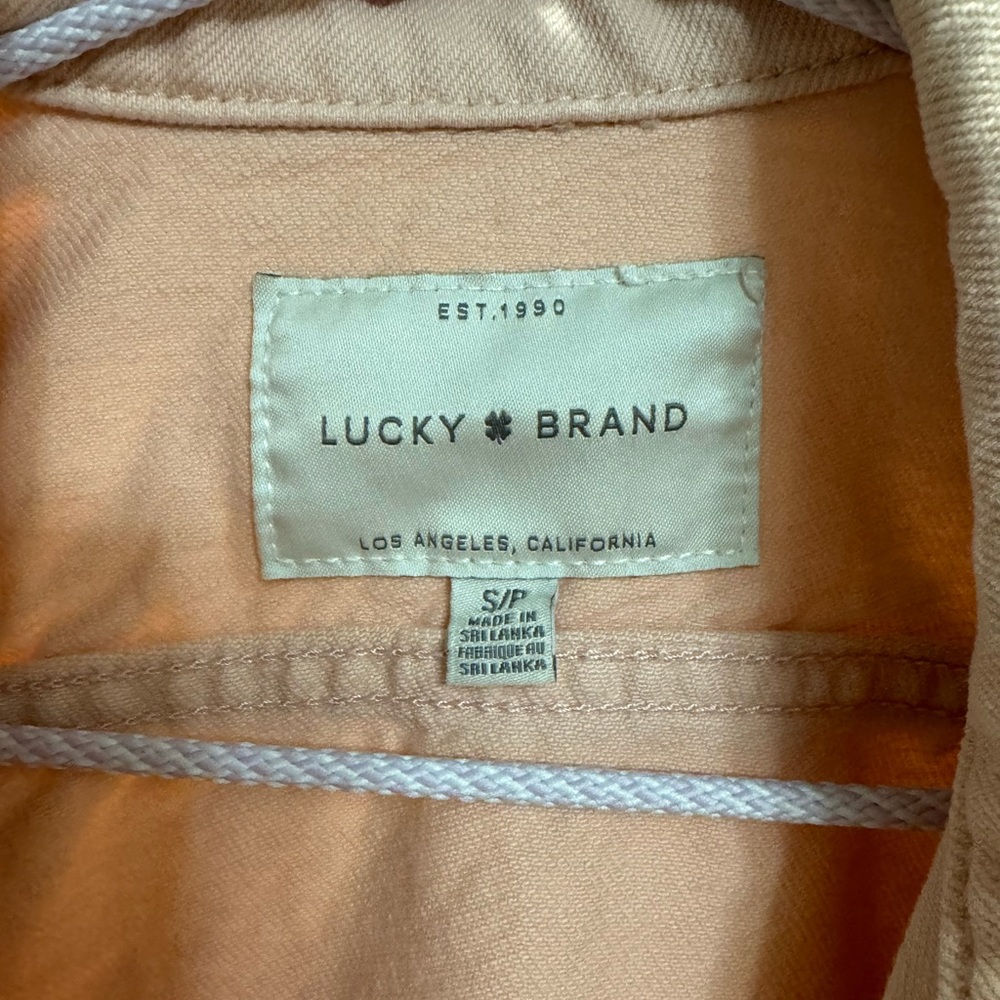 EST.1990
LUCKY BRAND
LOS ANGELES, CALIFORNIA
S/P
MADE IN
SRI LANKA
FABRIQUE AU
SRI LANKA